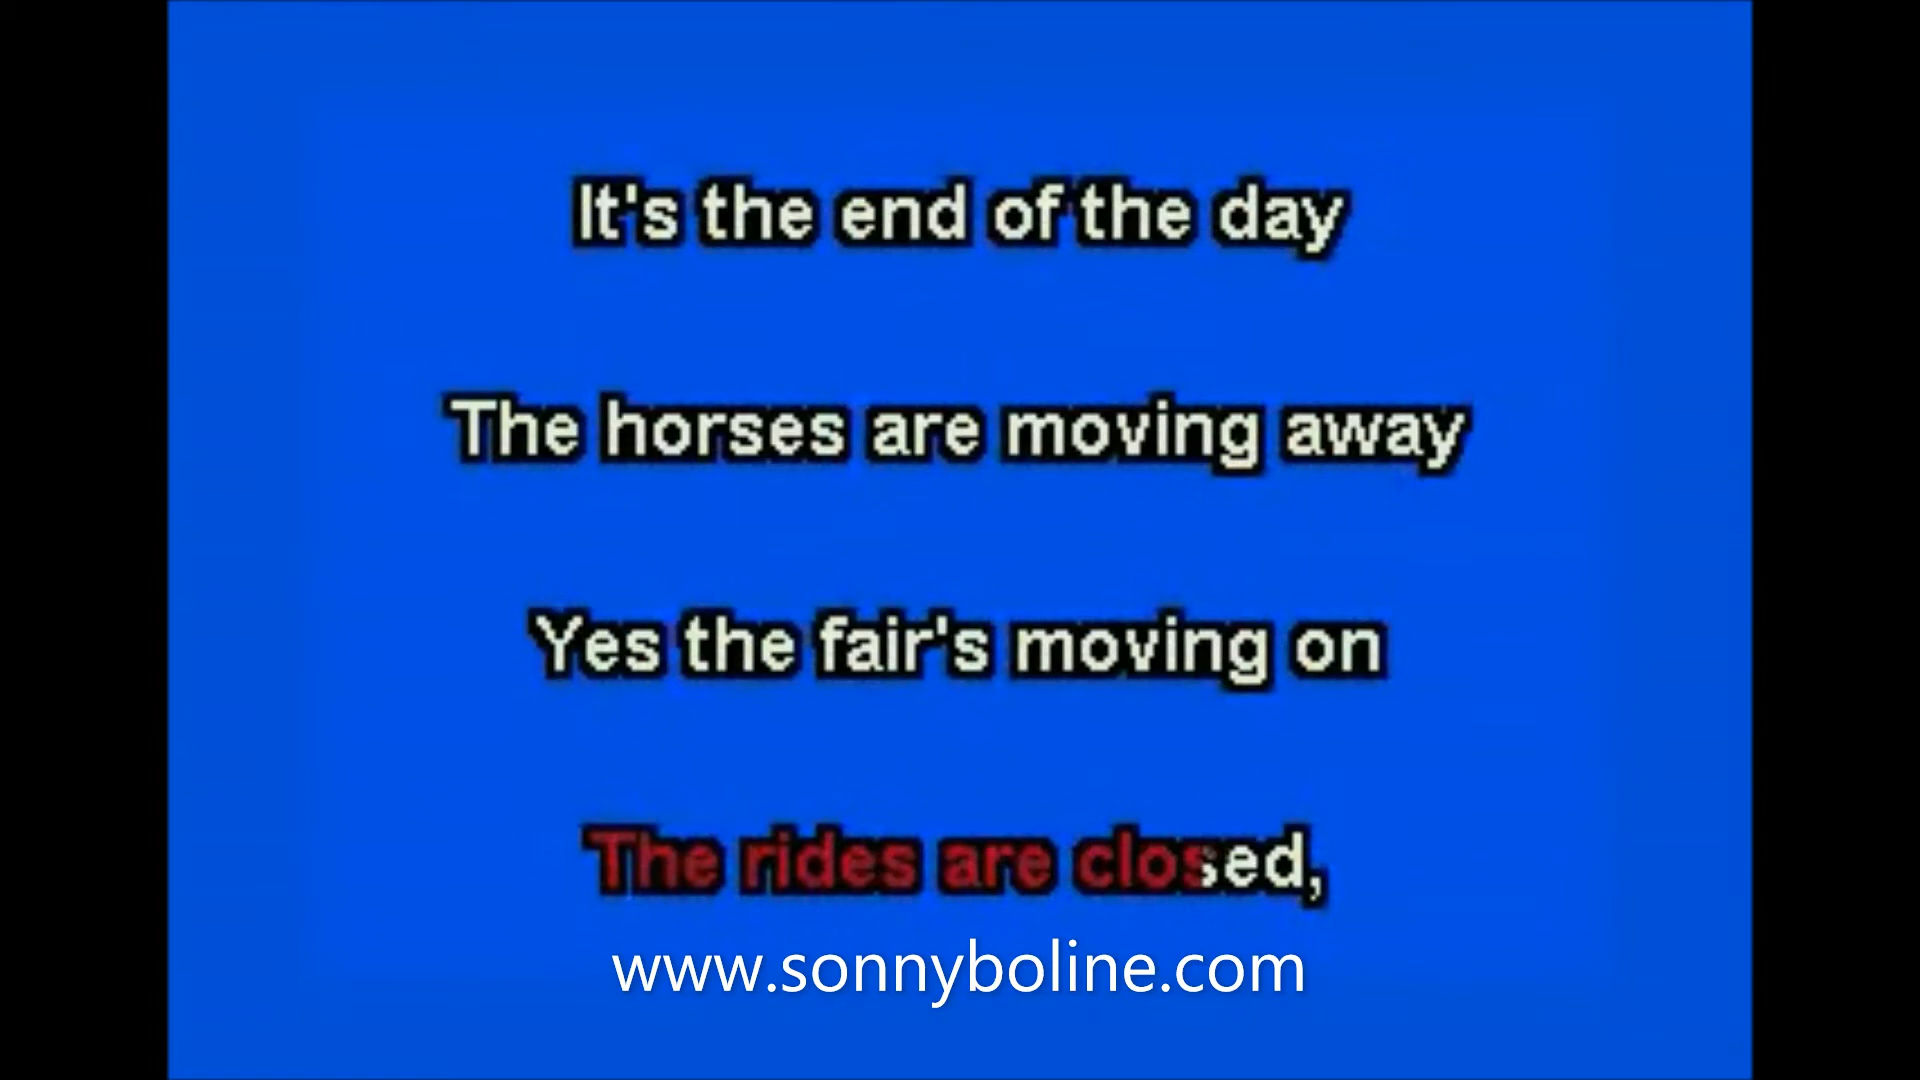 It's the end of the day
The horses are moving away
Yes the fair's moving on
The rides are closed,
www.sonnyboline.com